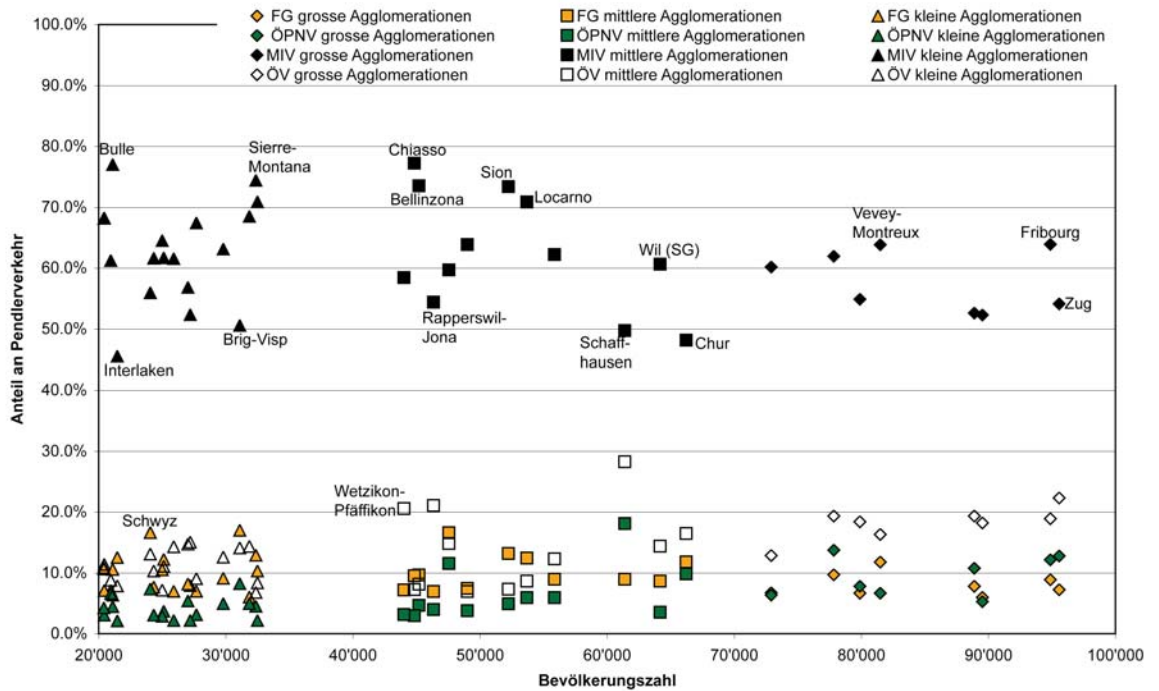 FG grosse Agglomerationen
FG mittlere Agglomerationen
FG kleine Agglomerationen
ÖPNV grosse Agglomerationen
ÖPNV mittlere Agglomerationen
ÖPNV kleine Agglomerationen
MIV grosse Agglomerationen
MIV mittlere Agglomerationen
MIV kleine Agglomerationen
ÖV grosse Agglomerationen
ÖV mittlere Agglomerationen
ÖV kleine Agglomerationen
Anteil an Pendlerverkehr
100.0%
90.0%
80.0%
70.0%
60.0%
50.0%
40.0%
30.0%
20.0%
10.0%
0.0%
Bulle
Sierre-
Montana
Chiasso
Sion
Bellinzona
Locarno
Vevey-
Montreux
Fribourg
Wil (SG)
Zug
Rapperswil-
Jona
Brig-Visp
Schaff-
hausen
Chur
Interlaken
Wetzikon-
Pfäffikon
Schwyz
20'000
30'000
40'000
50'000
60'000
70'000
80'000
90'000
100'000
Bevölkerungszahl